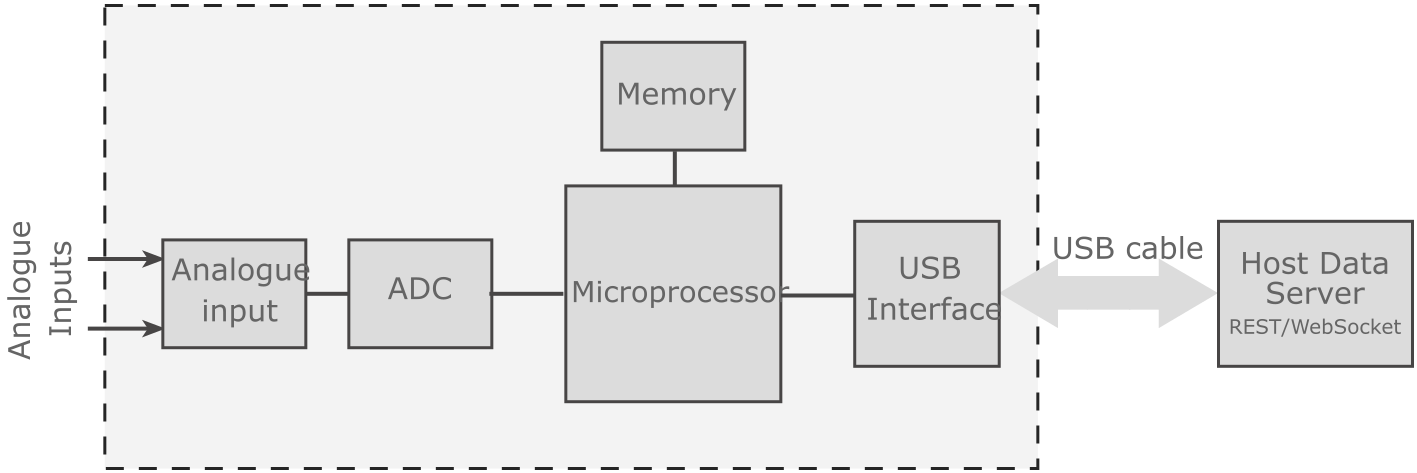 Memory
Analogue
Inputs
Analogue
input
ADC
Microprocessor
USB
Interface
USB cable
Host Data
Server
REST/WebSocket